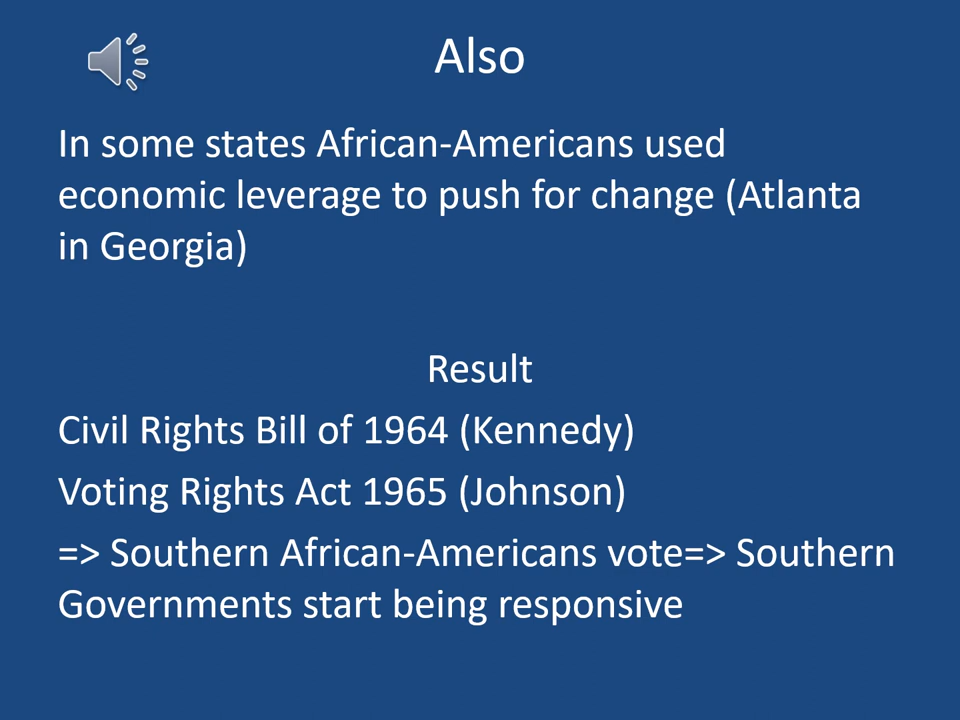 Also
In some states African-Americans used
economic leverage to push for change (Atlanta
in Georgia)
Result
Civil Rights Bill of 1964 (Kennedy)
Voting Rights Act 1965 (Johnson)
=> Southern African-Americans vote=> Southern
Governments start being responsive